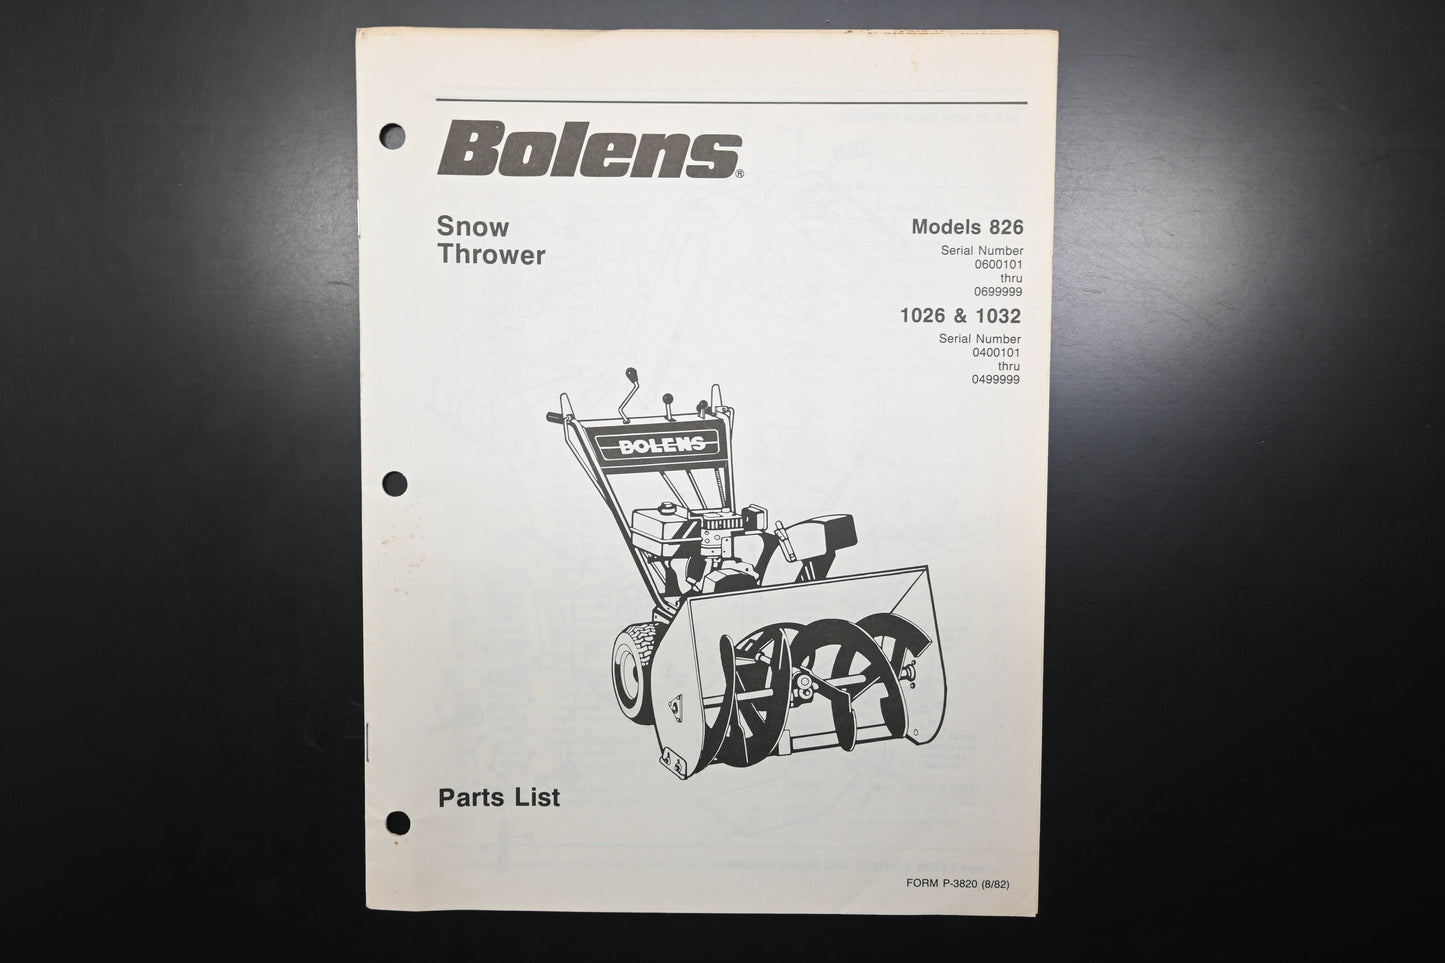 Bolens®
Snow
Thrower
Models 826
Serial Number
0600101
thru
0699999
1026 & 1032
Serial Number
0400101
thru
0499999
BOLENS
Parts List
FORM P-3820 (8/82)